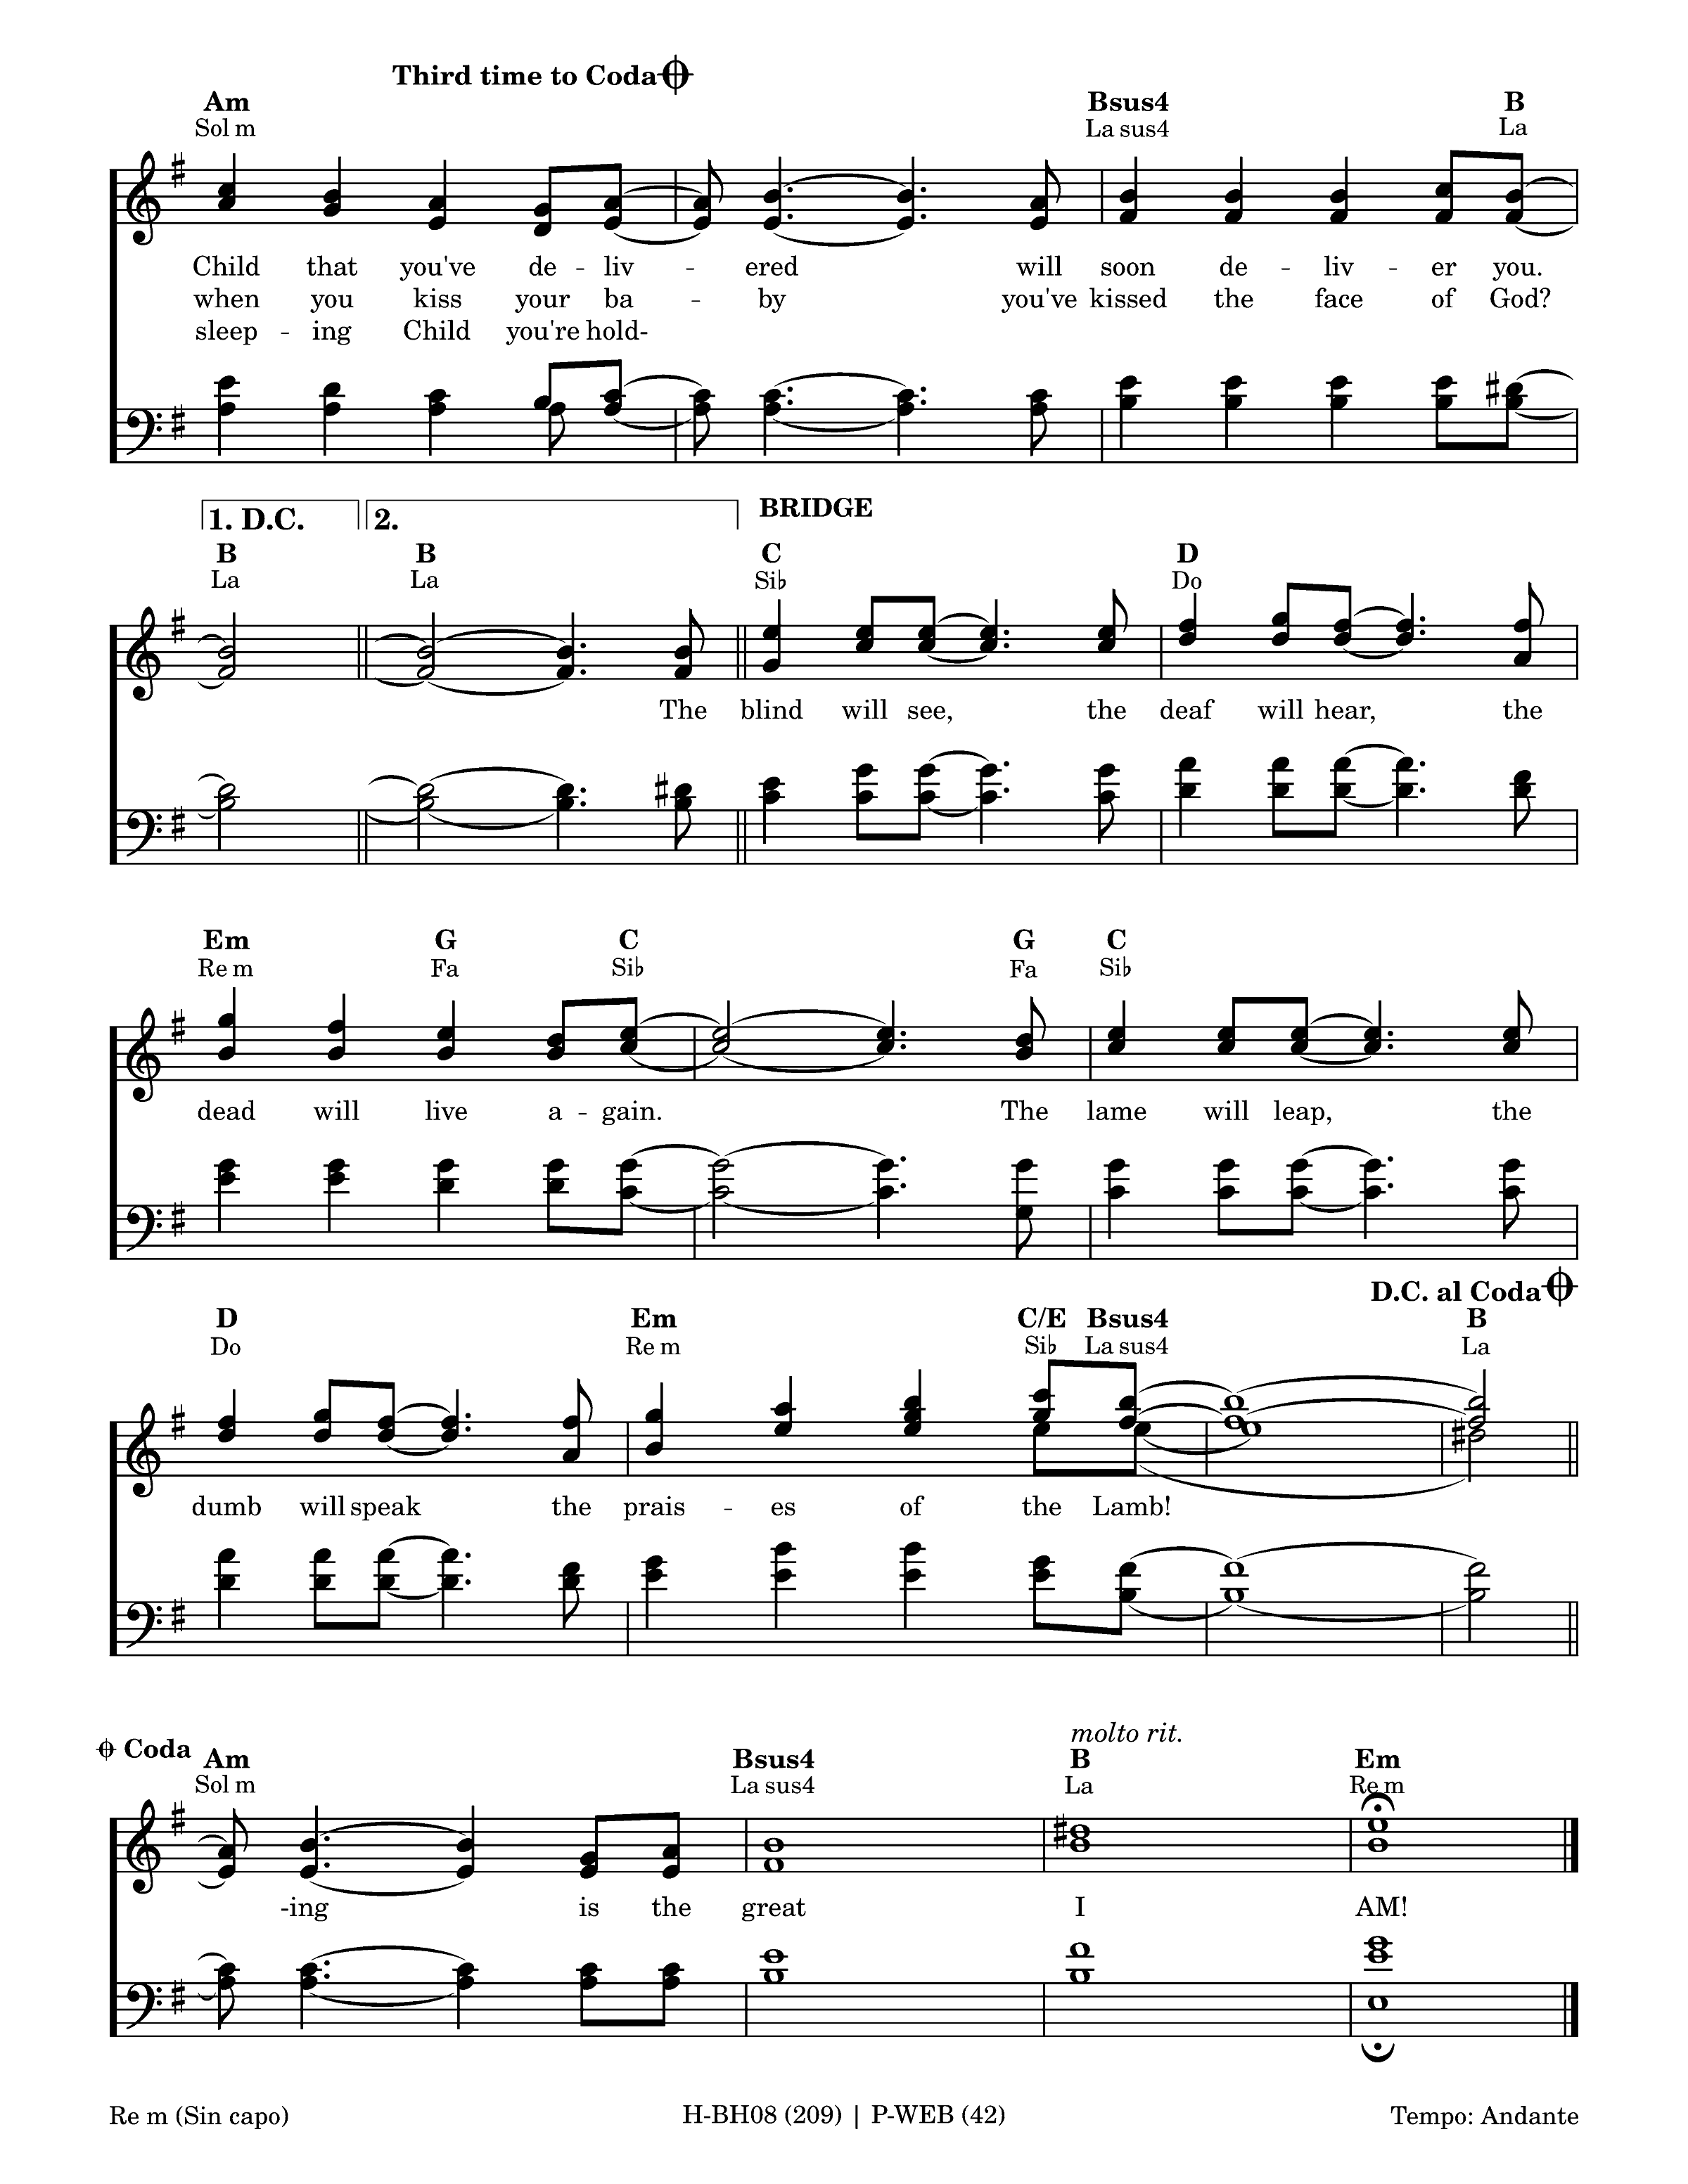 Third time to Coda
Am Bsus4 B
Sol m La sus4 La
Child that you've de - liv - ered will soon de - liv - er you.
when you kiss your ba - by you've kissed the face of God?
sleep - ing Child you're hold-
1. D.C. 2. BRIDGE
B B C D
La La Si♭ Do
The blind will see, the deaf will hear, the
Em G C G C
Re m Fa Si♭ Fa Si♭
dead will live a - gain. The lame will leap, the
D.C. al Coda
D Em C/E Bsus4 B
Do Re m Si♭ La sus4 La
dumb will speak the prais - es of the Lamb!
molto rit.
Coda
Am Bsus4 B Em
Sol m La sus4 La Re m
-ing is the great I AM!
Re m (Sin capo) H-BH08 (209) | P-WEB (42) Tempo: Andante